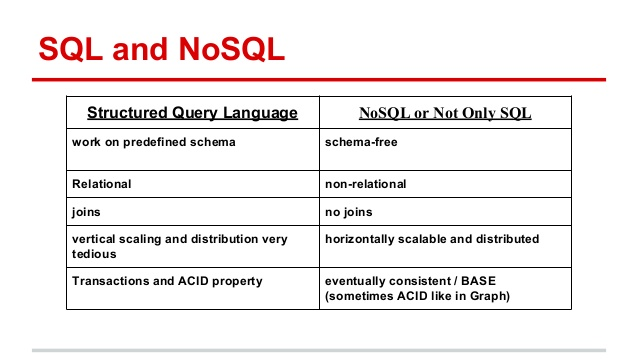 SQL and NoSQL
Structured Query Language
NoSQL or Not Only SQL
work on predefined schema
schema-free
Relational
non-relational
joins
no joins
vertical scaling and distribution very
tedious
horizontally scalable and distributed
Transactions and ACID property
eventually consistent / BASE
(sometimes ACID like in Graph)